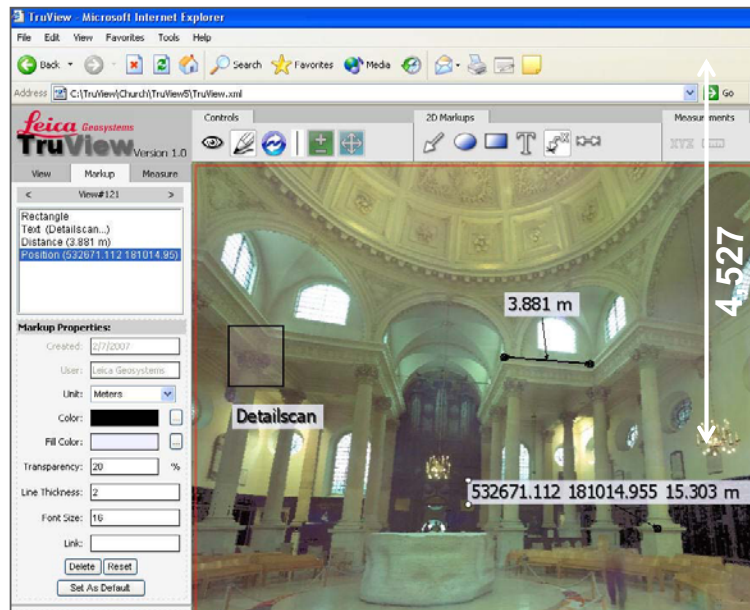 TruView - Microsoft Internet Explorer
File Edit View Favorites Tools Help
Back Search Favorites Media
Address C:\TruView\Church\TruView5\TruView.xml Go
Leica Geosystems
TruView Version 1.0
Controls 2D Markups Measurements
T XYZ
View Markup Measure
< View#121 >
Rectangle
Text (Detailscan...)
Distance (3.881 m)
Position (532671.112 181014.95)
Markup Properties:
Created: 2/7/2007
User: Leica Geosystems
Unit: Meters
Color: ...
Fill Color: ...
Transparency: 20 %
Line Thickness: 2
Font Size: 16
Link:
Delete Reset
Set As Default
3.881 m
Detailscan
532671.112 181014.955 15.303 m
4.527